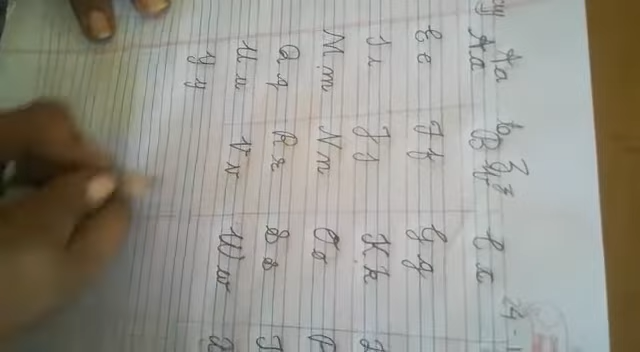 Aa
Aa Bb Cc
Ee Ff Gg
Ii Jj Kk
Mm Nn Oo P
Qq Rr Ss T
Uu Vv Ww
Yy